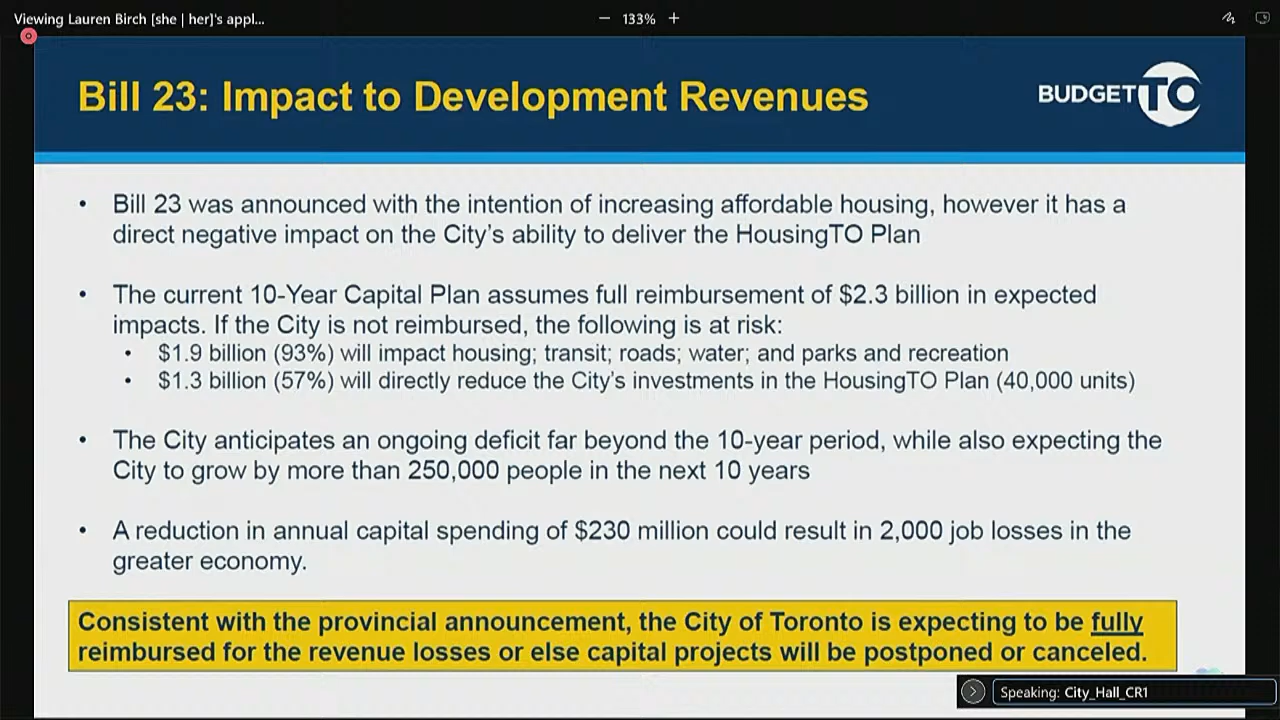 Viewing Lauren Birch [she | her]'s appl...
133%
Bill 23: Impact to Development Revenues
BUDGETTO
• Bill 23 was announced with the intention of increasing affordable housing, however it has a
direct negative impact on the City's ability to deliver the HousingTO Plan
• The current 10-Year Capital Plan assumes full reimbursement of $2.3 billion in expected
impacts. If the City is not reimbursed, the following is at risk:
• $1.9 billion (93%) will impact housing; transit; roads; water; and parks and recreation
• $1.3 billion (57%) will directly reduce the City's investments in the HousingTO Plan (40,000 units)
• The City anticipates an ongoing deficit far beyond the 10-year period, while also expecting the
City to grow by more than 250,000 people in the next 10 years
• A reduction in annual capital spending of $230 million could result in 2,000 job losses in the
greater economy.
Consistent with the provincial announcement, the City of Toronto is expecting to be fully
reimbursed for the revenue losses or else capital projects will be postponed or canceled.
Speaking: City_Hall_CR1